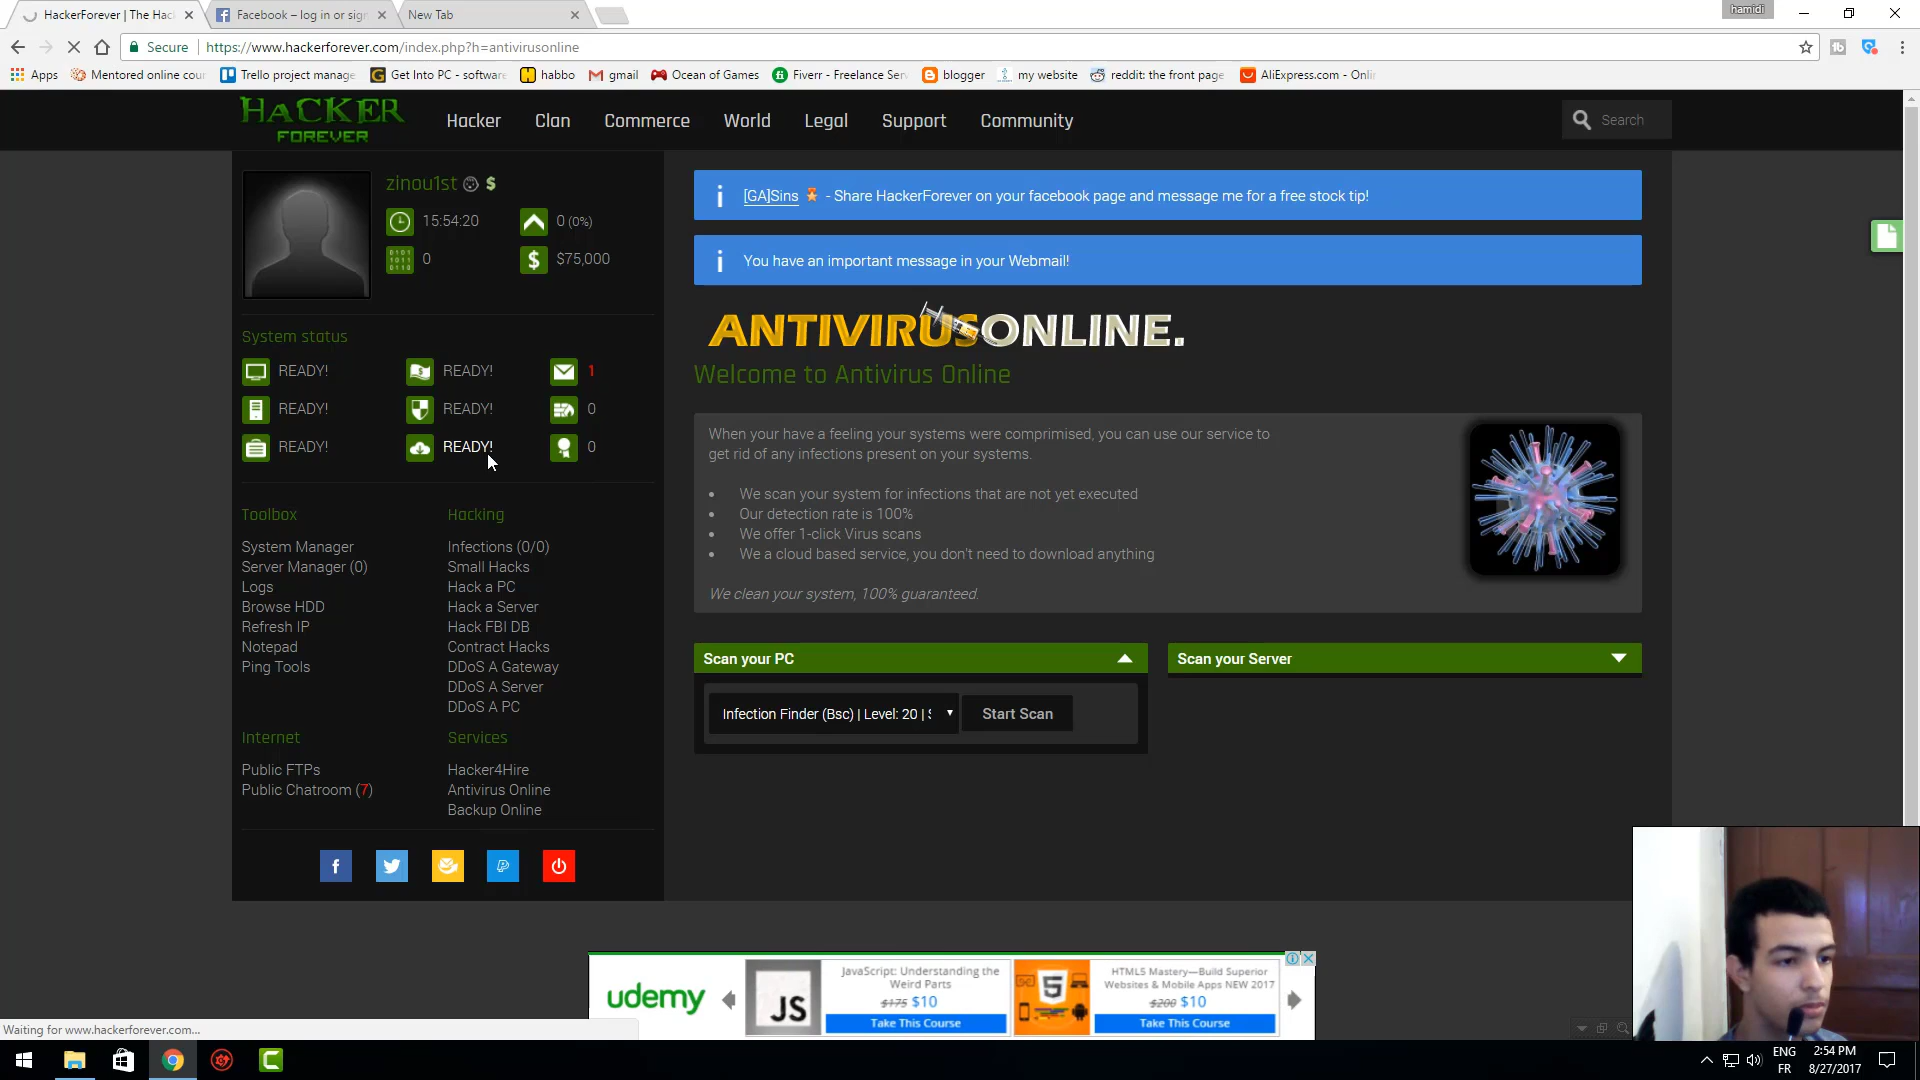 HackerForever | The Hack
Facebook – log in or sign
New Tab
hamidi
Secure
https://www.hackerforever.com/index.php?h=antivirusonline
Apps
Mentored online cour
Trello project manage
Get Into PC - software
habbo
gmail
Ocean of Games
Fiverr - Freelance Serv
blogger
my website
reddit: the front page
AliExpress.com - Onli
HACKER
FOREVER
Hacker
Clan
Commerce
World
Legal
Support
Community
Search
zinou1st $
15:54:20
0 (0%)
0
$75,000
[GA]Sins - Share HackerForever on your facebook page and message me for a free stock tip!
You have an important message in your Webmail!
System status
READY!
READY!
1
READY!
READY!
0
READY!
READY!
0
ANTIVIRUSONLINE.
Welcome to Antivirus Online
When your have a feeling your systems were comprimised, you can use our service to
get rid of any infections present on your systems.
• We scan your system for infections that are not yet executed
• Our detection rate is 100%
• We offer 1-click Virus scans
• We a cloud based service, you don't need to download anything
We clean your system, 100% guaranteed.
Toolbox
System Manager
Server Manager (0)
Logs
Browse HDD
Refresh IP
Notepad
Ping Tools
Hacking
Infections (0/0)
Small Hacks
Hack a PC
Hack a Server
Hack FBI DB
Contract Hacks
DDoS A Gateway
DDoS A Server
DDoS A PC
Internet
Public FTPs
Public Chatroom (7)
Services
Hacker4Hire
Antivirus Online
Backup Online
Scan your PC
Infection Finder (Bsc) | Level: 20 |
Start Scan
Scan your Server
udemy
JS
JavaScript: Understanding the
Weird Parts
$175 $10
Take This Course
HTML5 Mastery—Build Superior
Websites & Mobile Apps NEW 2017
$200 $10
Take This Course
Waiting for www.hackerforever.com...
ENG
FR
2:54 PM
8/27/2017